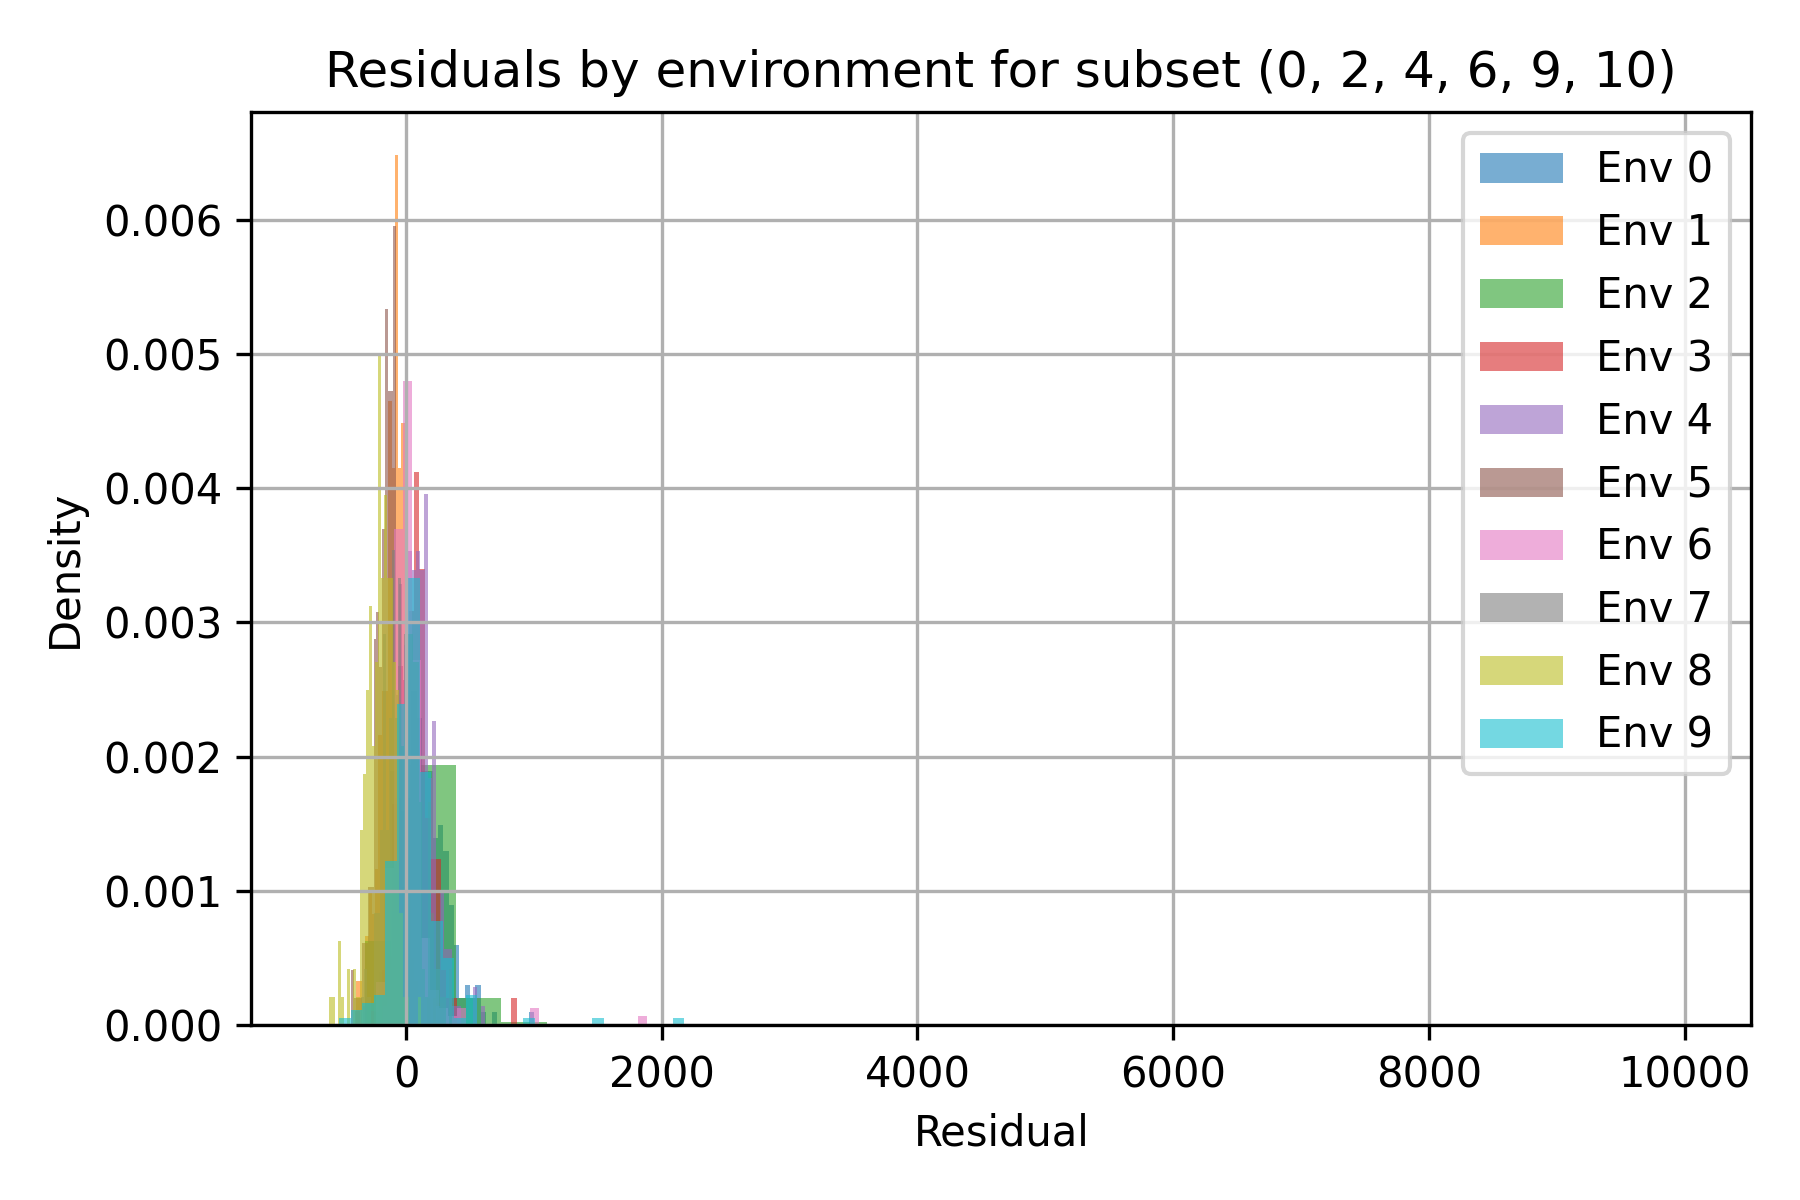 Residuals by environment for subset (0, 2, 4, 6, 9, 10)
Density
0.006
0.005
0.004
0.003
0.002
0.001
0.000
0
2000
4000
6000
8000
10000
Residual
Env 0
Env 1
Env 2
Env 3
Env 4
Env 5
Env 6
Env 7
Env 8
Env 9